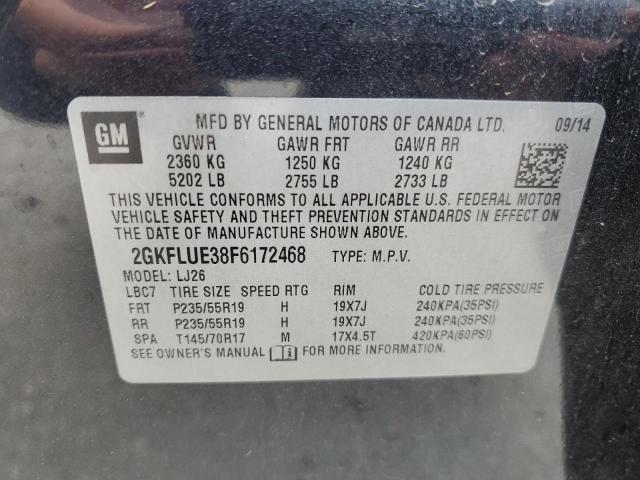 GM
MFD BY GENERAL MOTORS OF CANADA LTD. 09/14
GVWR GAWR FRT GAWR RR
2360 KG 1250 KG 1240 KG
5202 LB 2755 LB 2733 LB
THIS VEHICLE CONFORMS TO ALL APPLICABLE U.S. FEDERAL MOTOR
VEHICLE SAFETY AND THEFT PREVENTION STANDARDS IN EFFECT ON
THE DATE OF MANUFACTURE SHOWN ABOVE.
2GKFLUE38F6172468 TYPE: M.P.V.
MODEL: LJ26
LBC7 TIRE SIZE SPEED RTG RIM COLD TIRE PRESSURE
FRT P235/55R19 H 19X7J 240KPA(35PSI)
RR P235/55R19 H 19X7J 240KPA(35PSI)
SPA T145/70R17 M 17X4.5T 420KPA(60PSI)
SEE OWNER'S MANUAL i FOR MORE INFORMATION.